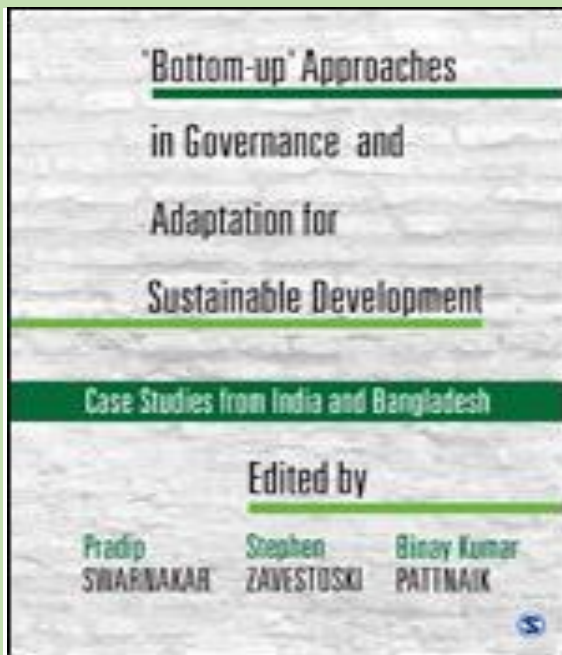 "Bottom-up" Approaches
in Governance and
Adaptation for
Sustainable Development
Case Studies from India and Bangladesh
Edited by
Pradip Stephen Binay Kumar
SWARNAKAR ZAVESTOSKI PATTNAIK